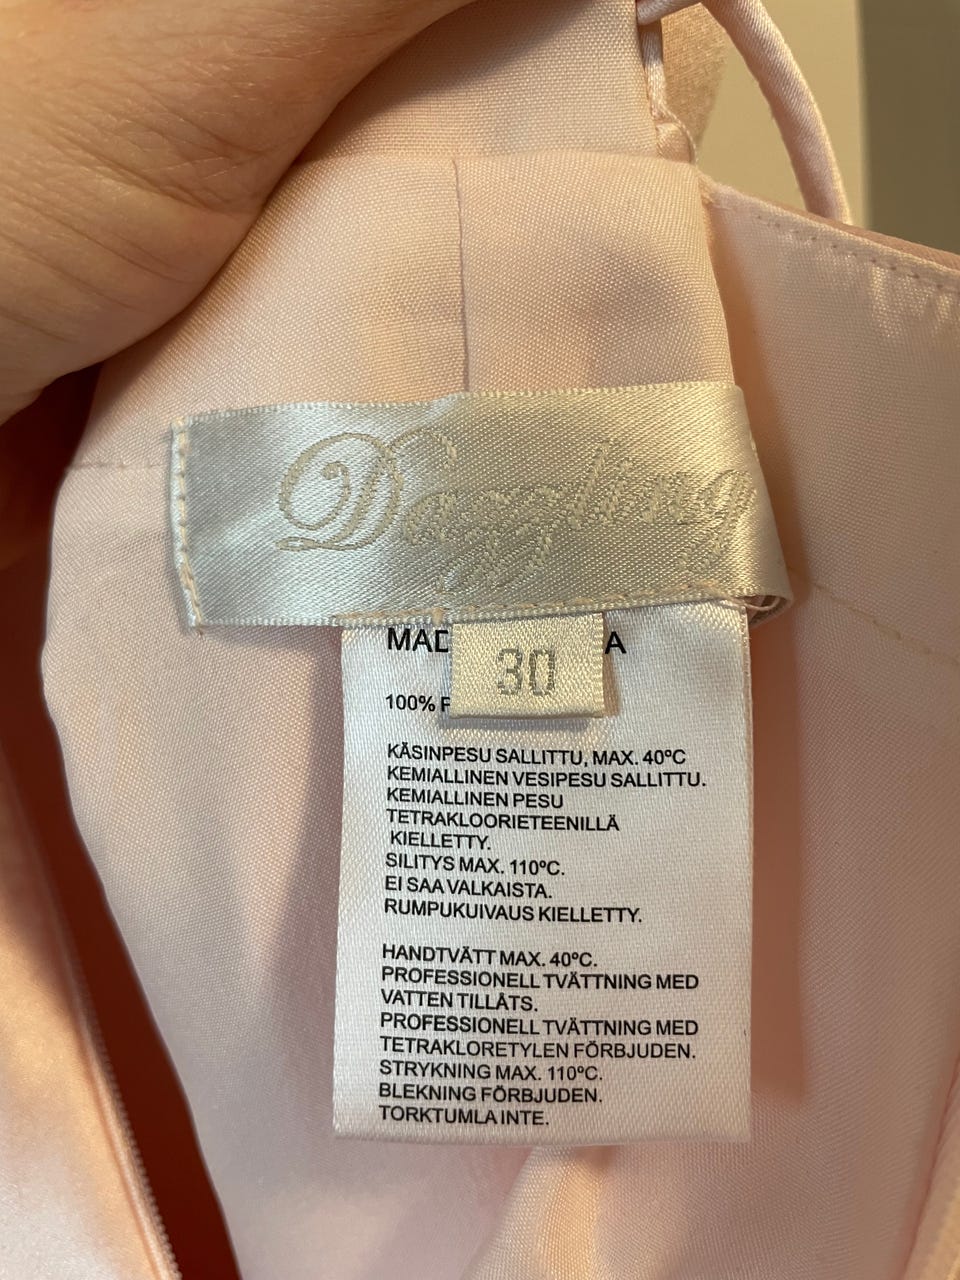 Dazzling
30
100%
KÄSINPESU SALLITTU, MAX. 40ºC
KEMIALLINEN VESIPESU SALLITTU.
KEMIALLINEN PESU
TETRAKLOORIETEENILLÄ
KIELLETTY.
SILITYS MAX. 110ºC.
EI SAA VALKAISTA.
RUMPUKUIVAUS KIELLETTY.
HANDTVÄTT MAX. 40ºC.
PROFESSIONELL TVÄTTNING MED
VATTEN TILLÅTS.
PROFESSIONELL TVÄTTNING MED
TETRAKLORETYLEN FÖRBJUDEN.
STRYKNING MAX. 110ºC.
BLEKNING FÖRBJUDEN.
TORKTUMLA INTE.